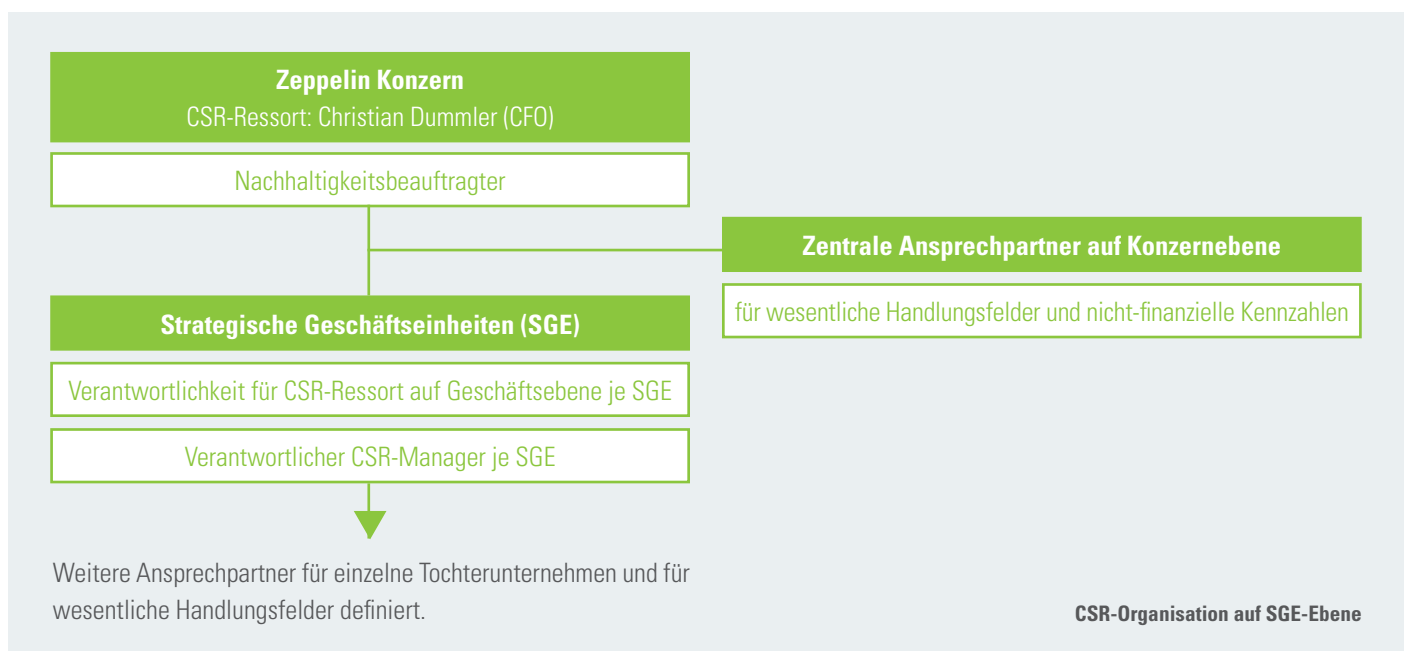 Zeppelin Konzern
CSR-Ressort: Christian Dummler (CFO)
Nachhaltigkeitsbeauftragter
Zentrale Ansprechpartner auf Konzernebene
für wesentliche Handlungsfelder und nicht-finanzielle Kennzahlen
Strategische Geschäftseinheiten (SGE)
Verantwortlichkeit für CSR-Ressort auf Geschäftsebene je SGE
Verantwortlicher CSR-Manager je SGE
Weitere Ansprechpartner für einzelne Tochterunternehmen und für
wesentliche Handlungsfelder definiert.
CSR-Organisation auf SGE-Ebene